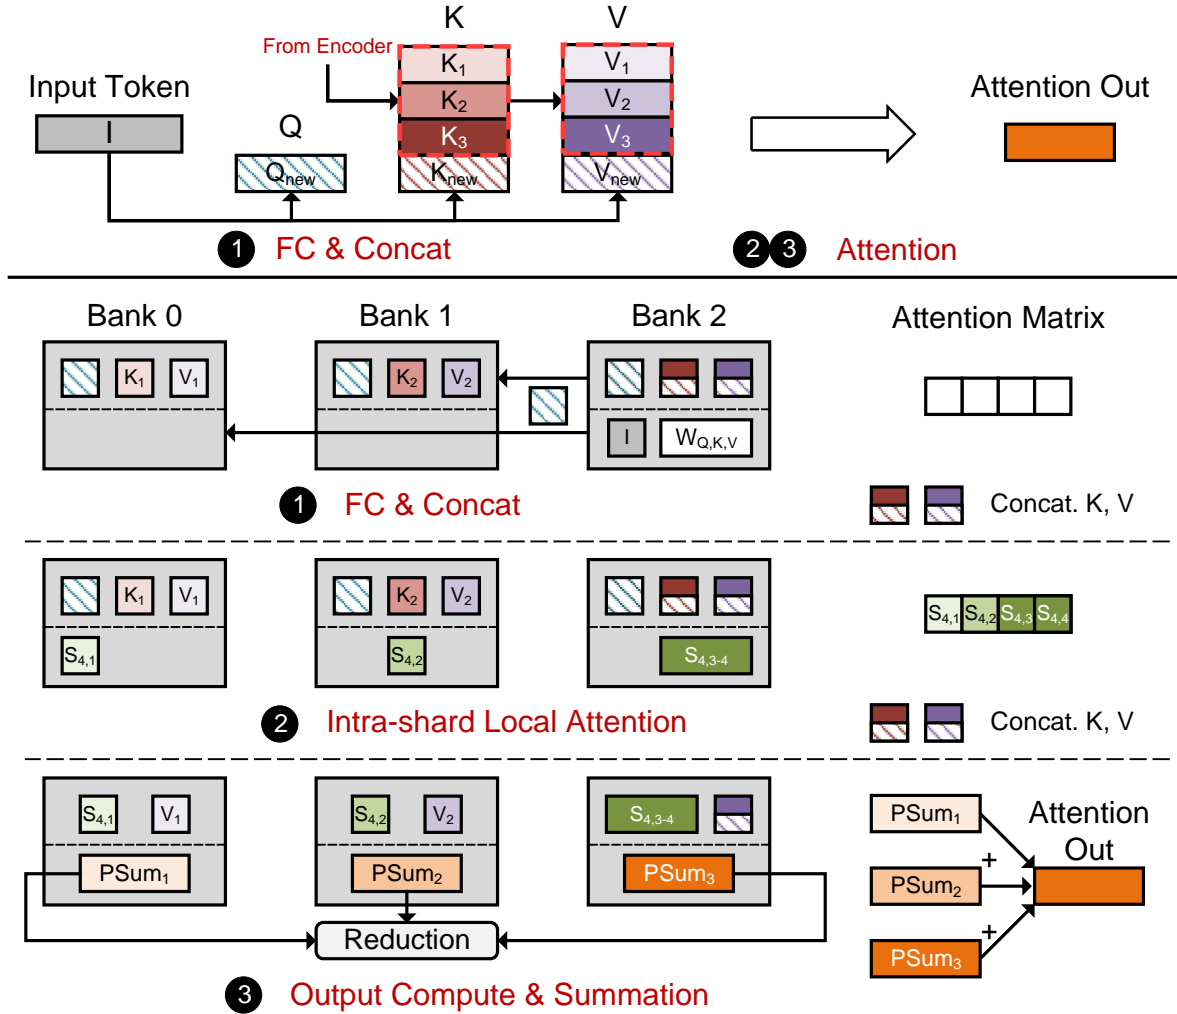 K V
From Encoder
K1 V1
Input Token K2 V2 Attention Out
I Q K3 V3
Qnew Knew Vnew
1 FC & Concat 2 3 Attention
Bank 0 Bank 1 Bank 2 Attention Matrix
K1 V1 K2 V2
I WQ,K,V
1 FC & Concat Concat. K, V
K1 V1 K2 V2
S4,1 S4,2 S4,3 S4,4
S4,1 S4,2 S4,3-4
2 Intra-shard Local Attention Concat. K, V
S4,1 V1 S4,2 V2 S4,3-4 PSum1 Attention
Out
PSum1 PSum2 PSum3 + PSum2
Reduction + PSum3
3 Output Compute & Summation